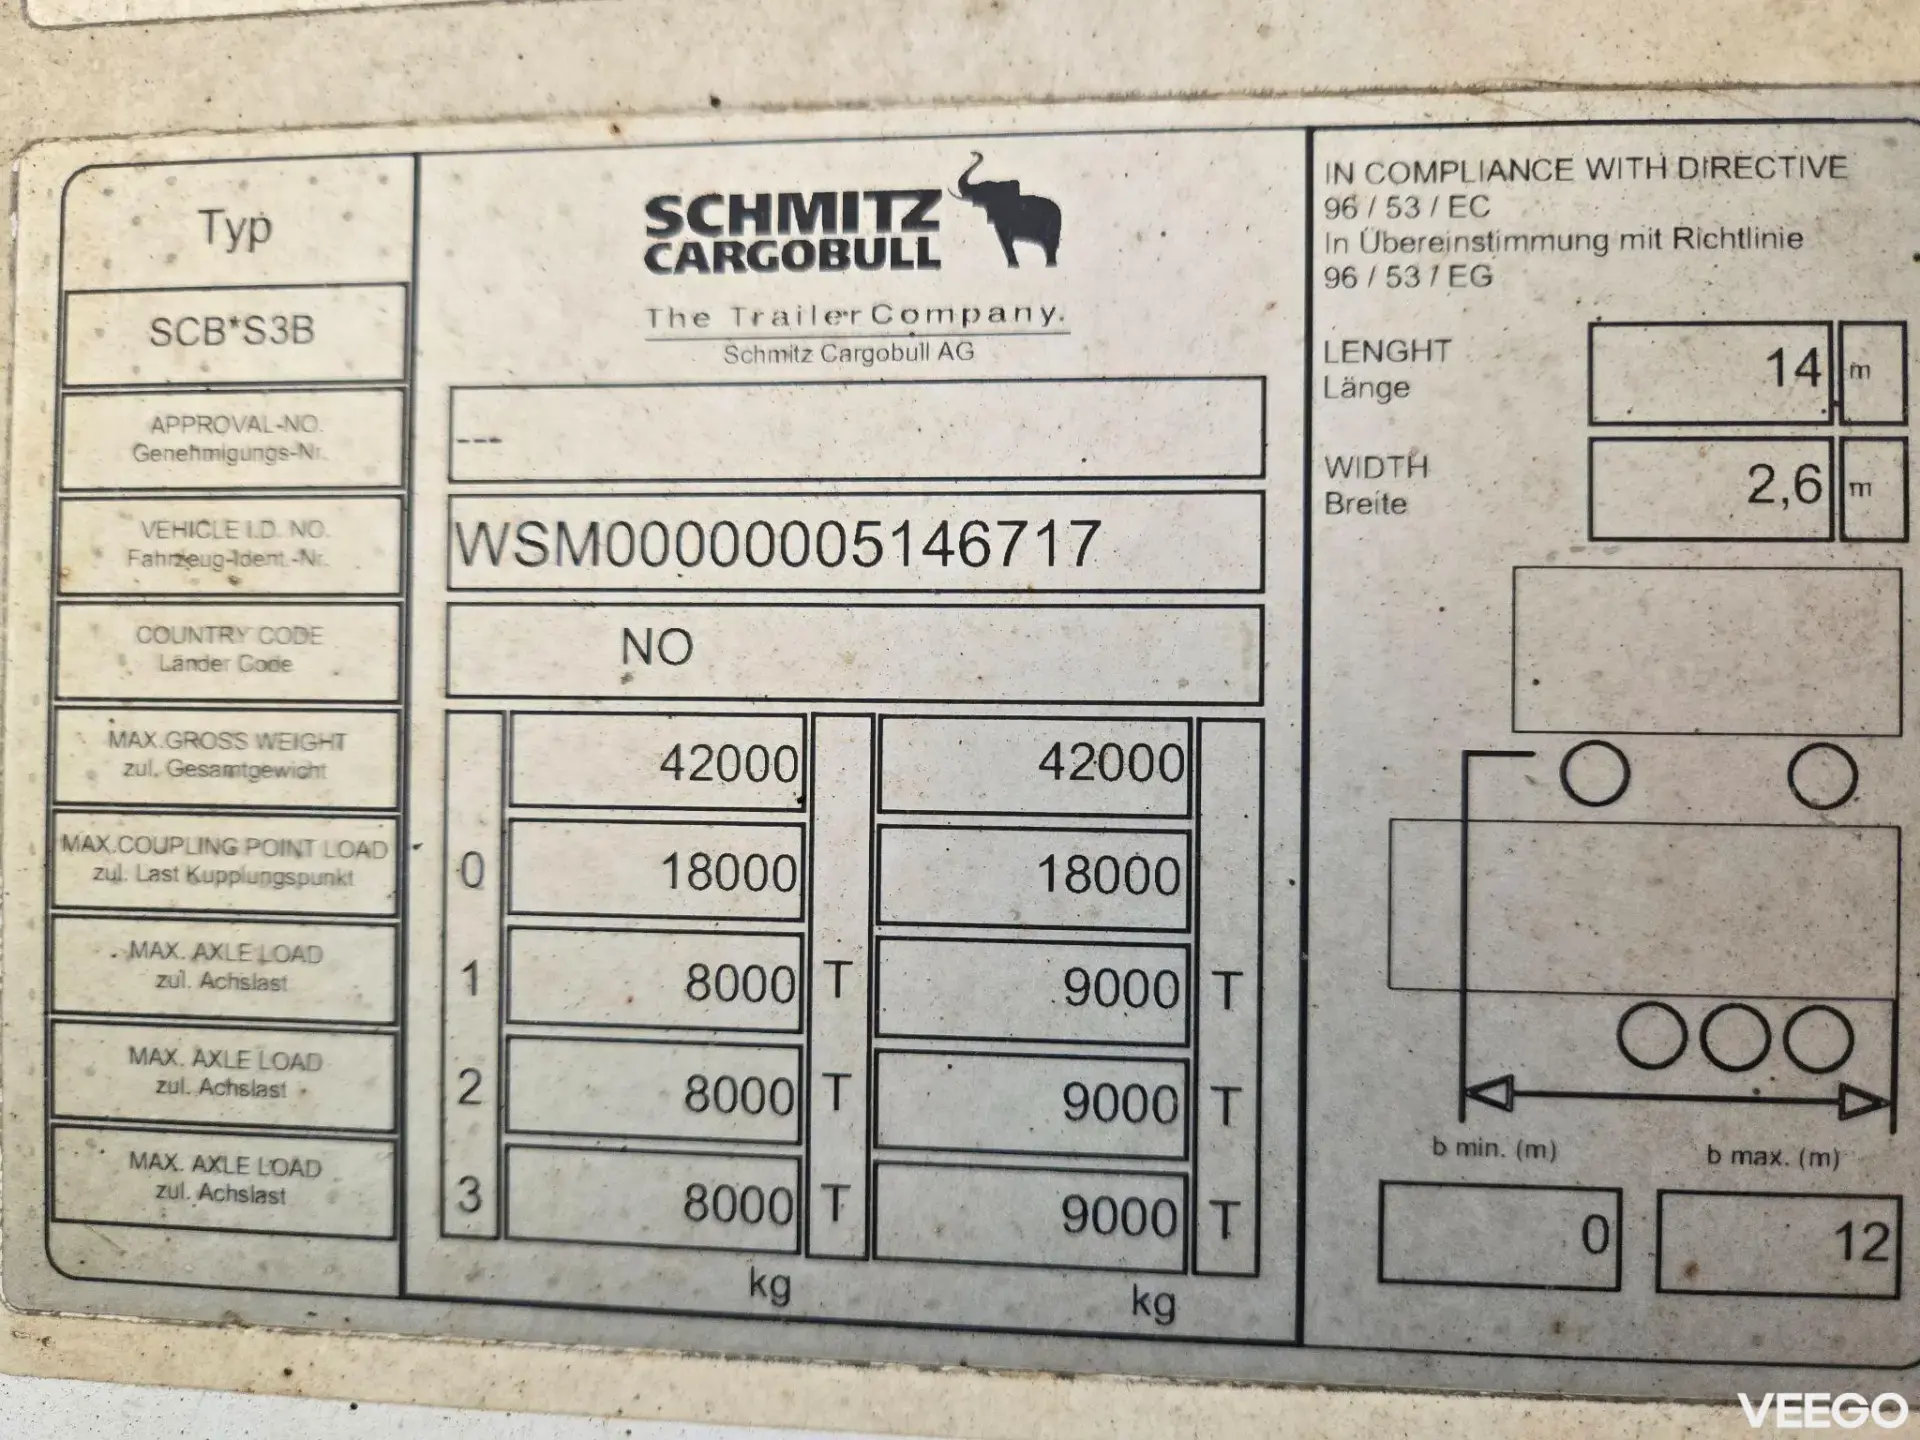 Typ
SCB*S3B
SCHMITZ
CARGOBULL
The Trailer Company.
Schmitz Cargobull AG
APPROVAL-NO.
Genehmigungs-Nr.
---
VEHICLE I.D. NO.
Fahrzeug-Ident.-Nr.
WSM00000005146717
COUNTRY CODE
Länder Code
NO
MAX.GROSS WEIGHT
zul. Gesamtgewicht
42000 42000
MAX.COUPLING POINT LOAD
zul. Last Kupplungspunkt
0 18000 18000
MAX. AXLE LOAD
zul. Achslast
1 8000 T 9000 T
MAX. AXLE LOAD
zul. Achslast
2 8000 T 9000 T
MAX. AXLE LOAD
zul. Achslast
3 8000 T 9000 T
kg kg
IN COMPLIANCE WITH DIRECTIVE
96 / 53 / EC
In Übereinstimmung mit Richtlinie
96 / 53 / EG
LENGHT
Länge
14 m
WIDTH
Breite
2,6 m
b min. (m) b max. (m)
0 12
VEEGO